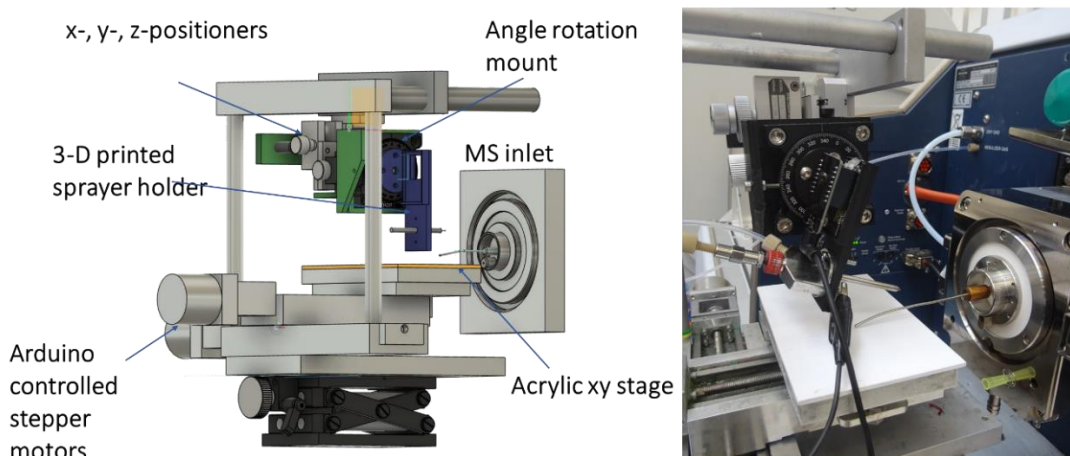 x-, y-, z-positioners
Angle rotation
mount
3-D printed
sprayer holder
MS inlet
Arduino
controlled
stepper
motors
Acrylic xy stage